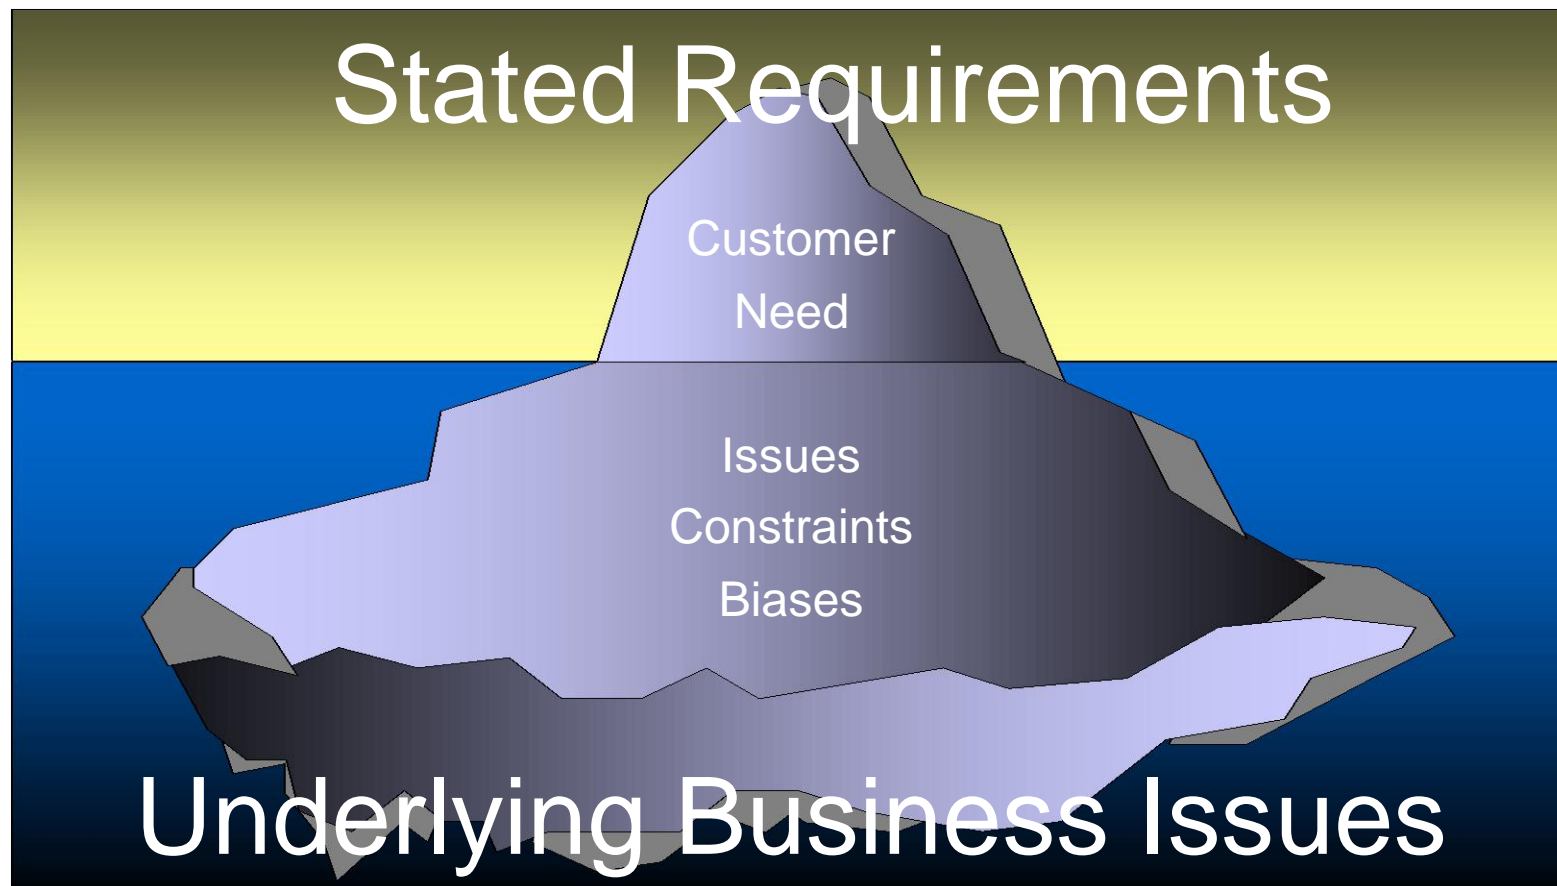 Stated Requirements
Customer
Need
Issues
Constraints
Biases
Underlying Business Issues